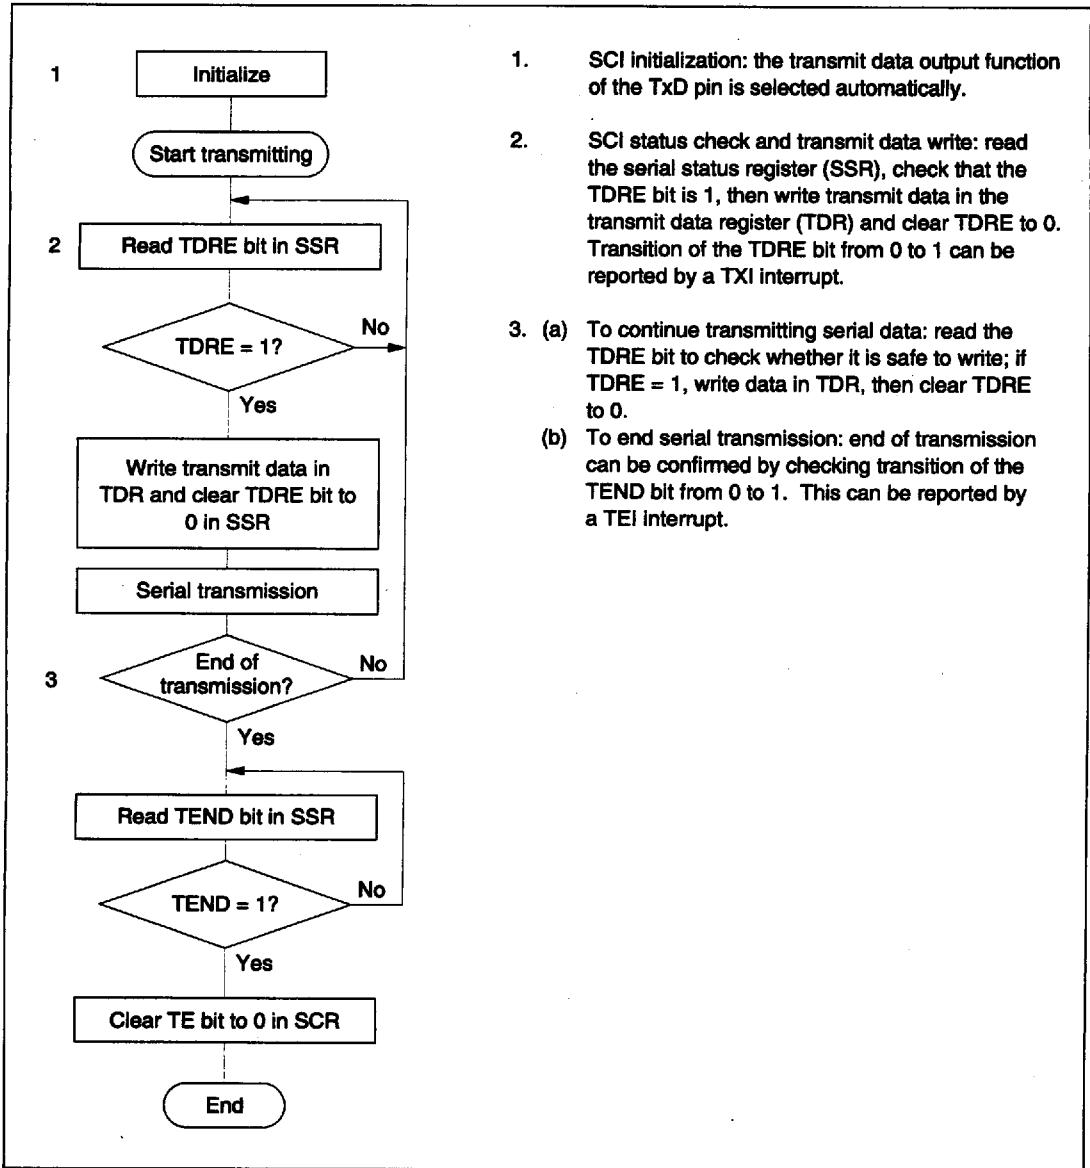 1
Initialize
Start transmitting
2
Read TDRE bit in SSR
TDRE = 1?
No
Yes
Write transmit data in
TDR and clear TDRE bit to
0 in SSR
Serial transmission
3
End of
transmission?
No
Yes
Read TEND bit in SSR
TEND = 1?
No
Yes
Clear TE bit to 0 in SCR
End
1. SCI initialization: the transmit data output function
of the TxD pin is selected automatically.
2. SCI status check and transmit data write: read
the serial status register (SSR), check that the
TDRE bit is 1, then write transmit data in the
transmit data register (TDR) and clear TDRE to 0.
Transition of the TDRE bit from 0 to 1 can be
reported by a TXI interrupt.
3. (a) To continue transmitting serial data: read the
TDRE bit to check whether it is safe to write; if
TDRE = 1, write data in TDR, then clear TDRE
to 0.
(b) To end serial transmission: end of transmission
can be confirmed by checking transition of the
TEND bit from 0 to 1. This can be reported by
a TEI interrupt.